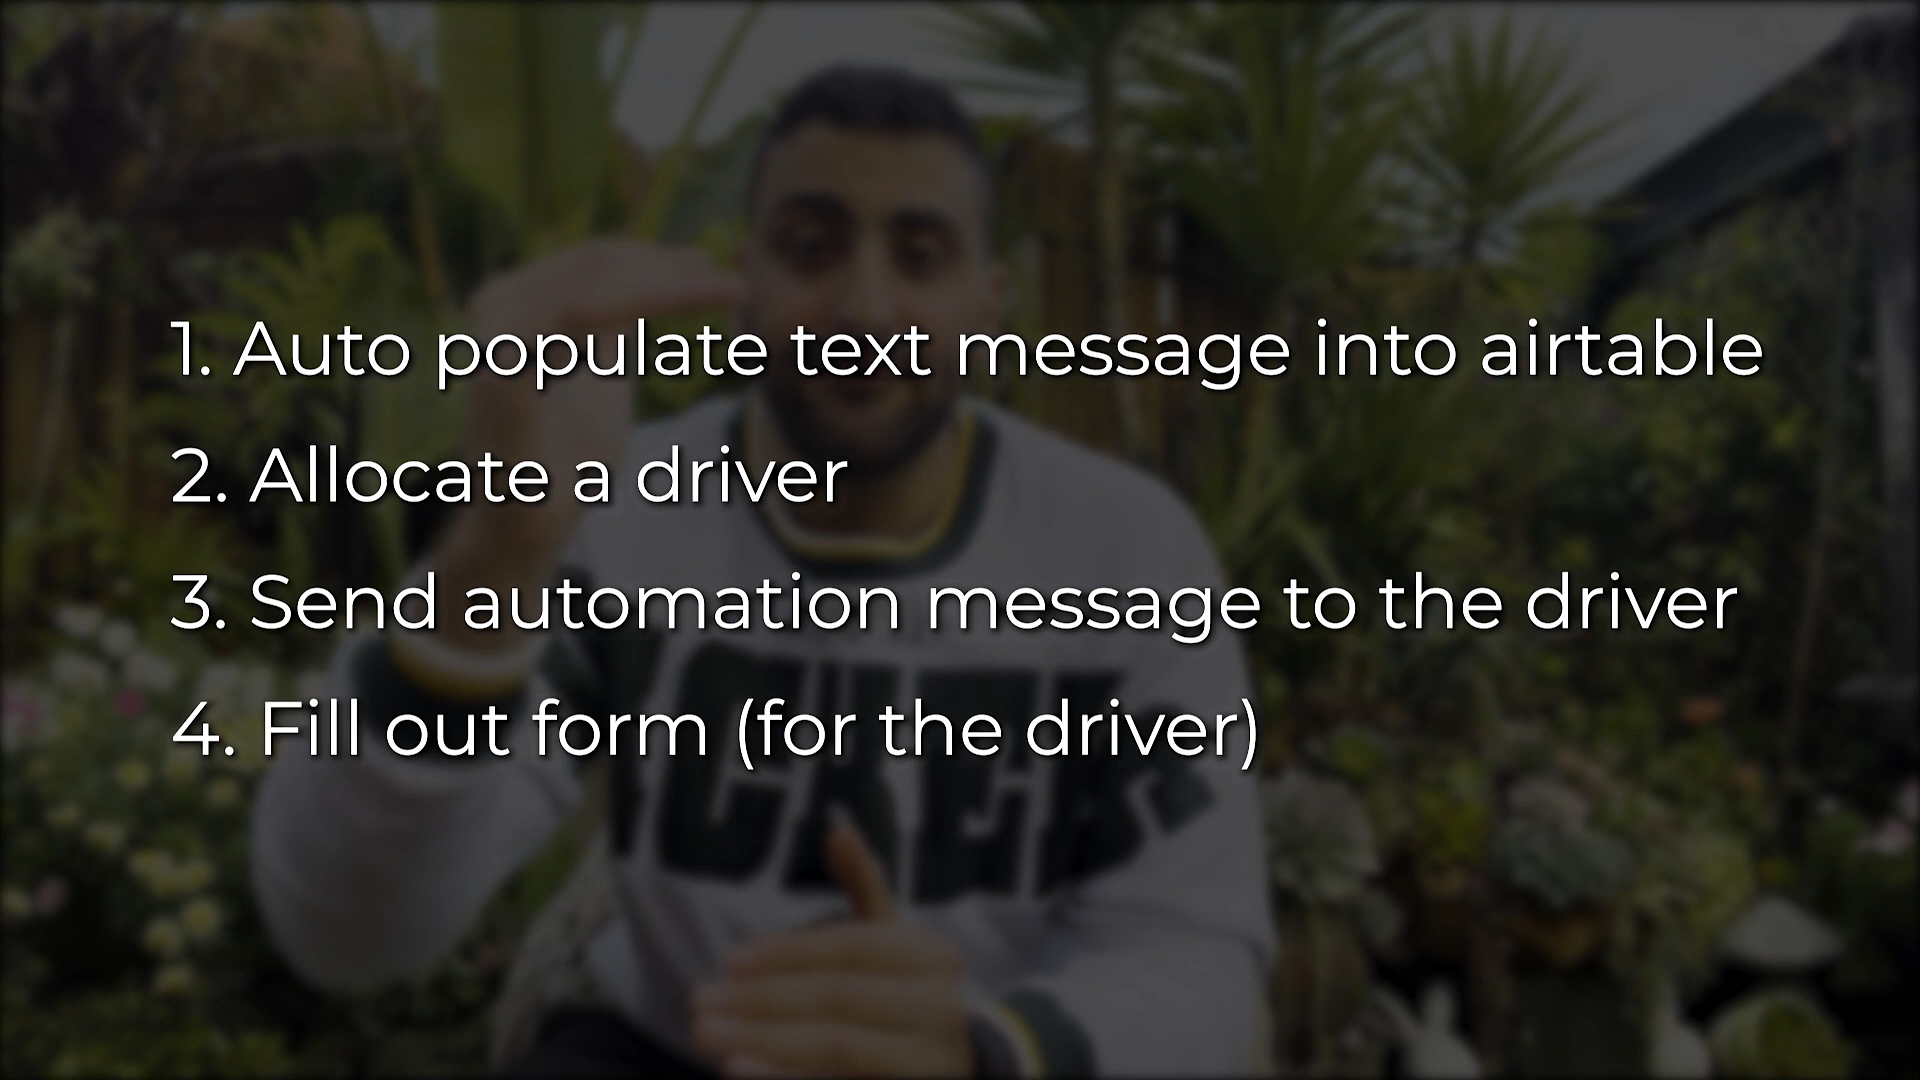 1. Auto populate text message into airtable
2. Allocate a driver
3. Send automation message to the driver
4. Fill out form (for the driver)